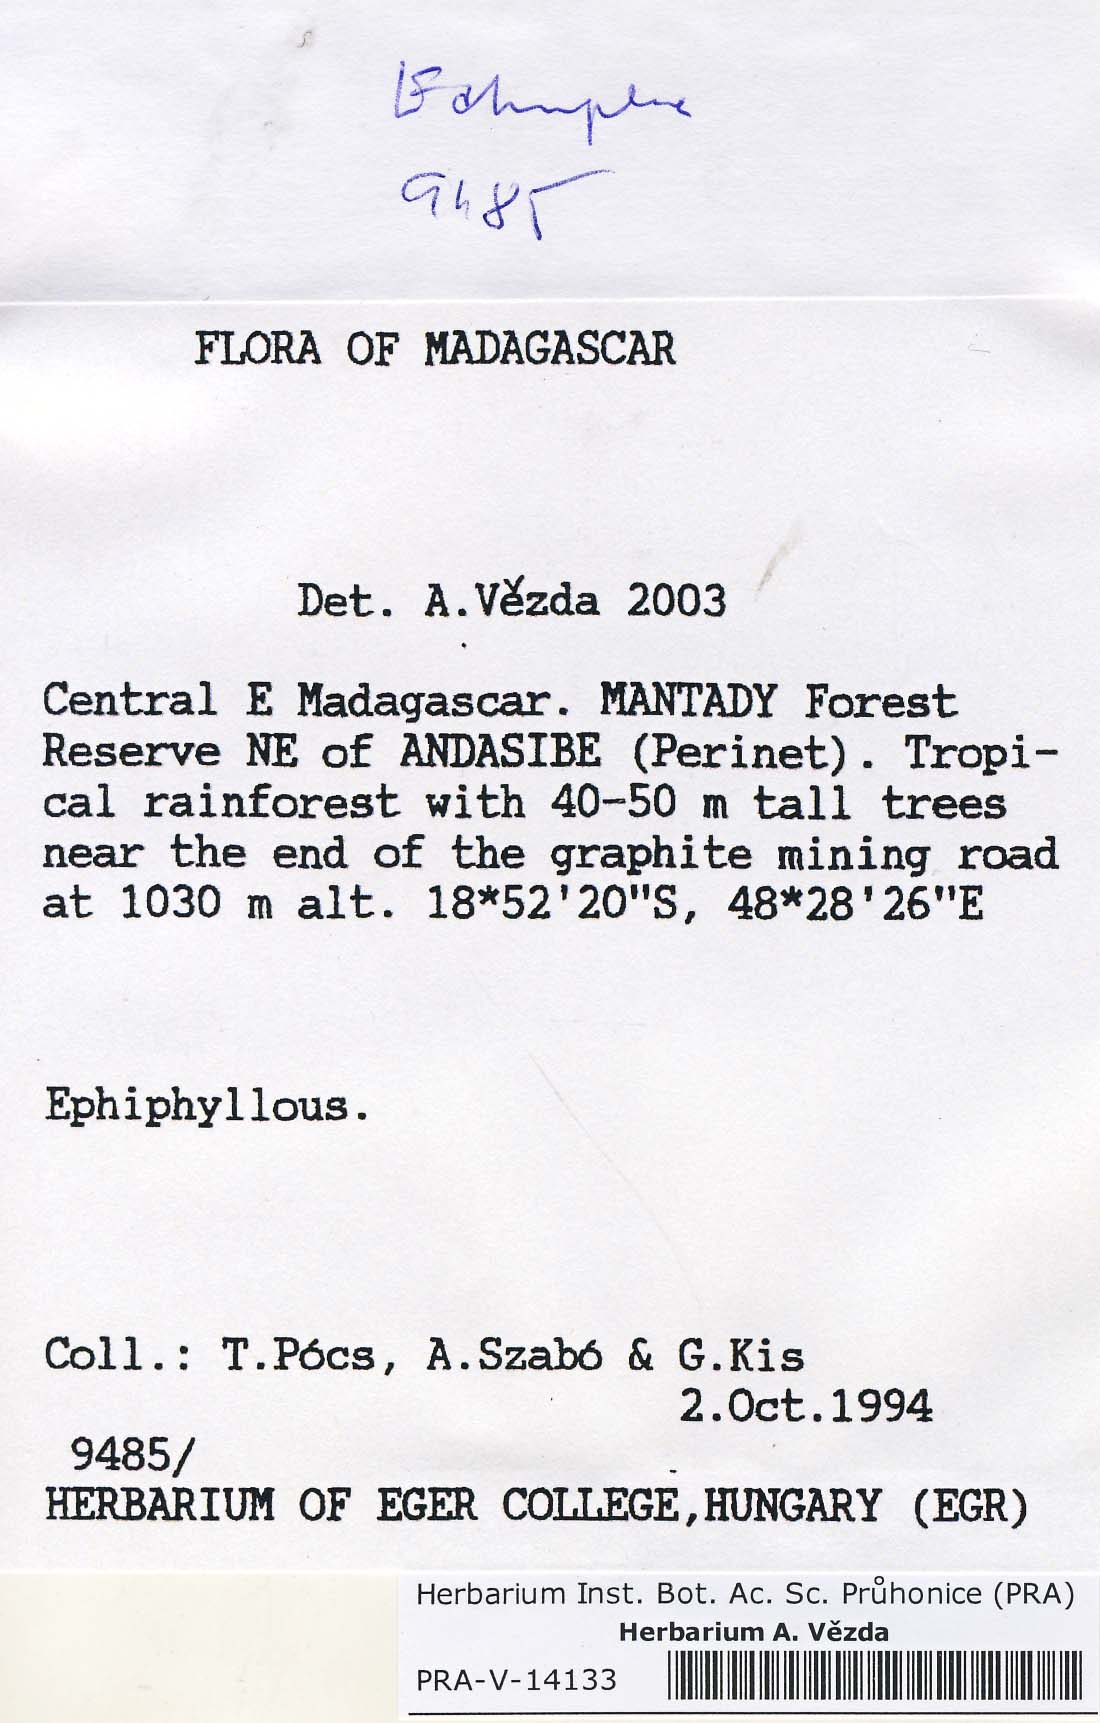 9485
FLORA OF MADAGASCAR
Det. A.Vězda 2003
Central E Madagascar. MANTADY Forest
Reserve NE of ANDASIBE (Perinet). Tropi-
cal rainforest with 40-50 m tall trees
near the end of the graphite mining road
at 1030 m alt. 18*52'20"S, 48*28'26"E
Ephiphyllous.
Coll.: T.Pócs, A.Szabó & G.Kis
2.Oct.1994
9485/
HERBARIUM OF EGER COLLEGE,HUNGARY (EGR)
Herbarium Inst. Bot. Ac. Sc. Průhonice (PRA)
Herbarium A. Vězda
PRA-V-14133